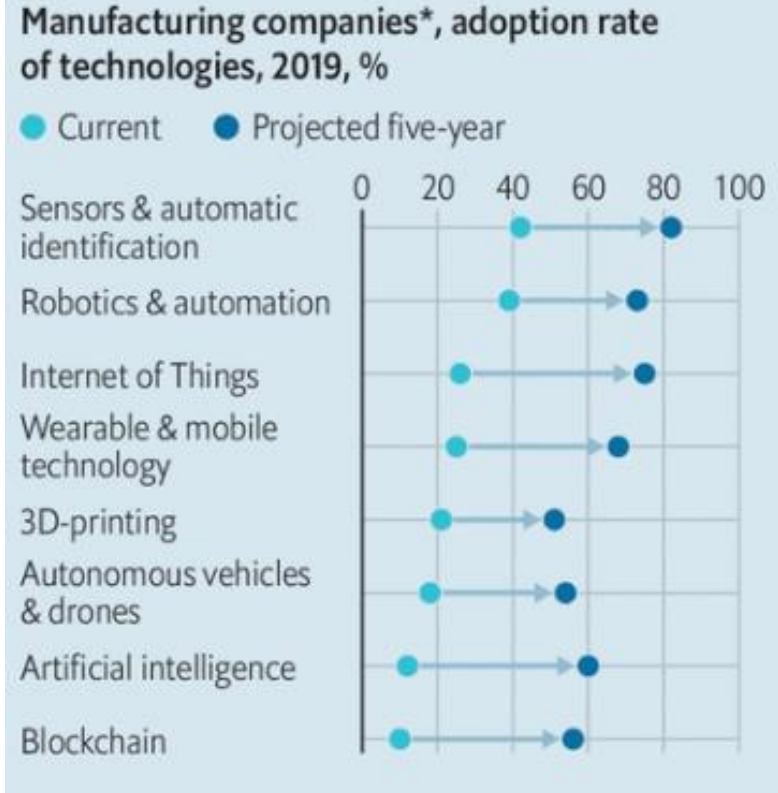 Manufacturing companies*, adoption rate
of technologies, 2019, %
Current Projected five-year
0 20 40 60 80 100
Sensors & automatic
identification
Robotics & automation
Internet of Things
Wearable & mobile
technology
3D-printing
Autonomous vehicles
& drones
Artificial intelligence
Blockchain